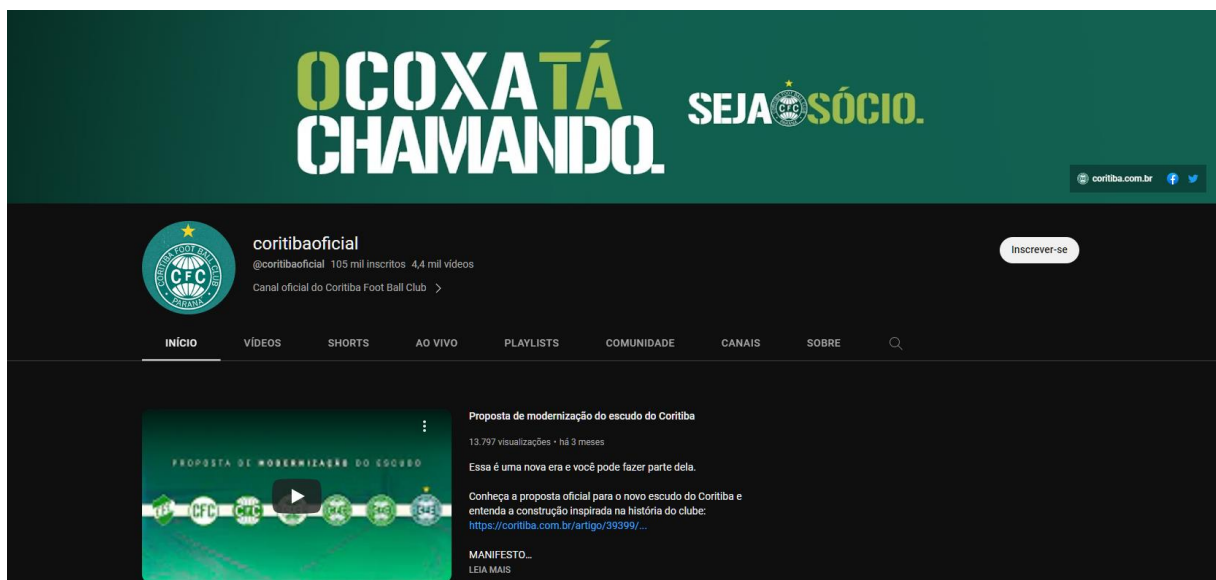 O COXA TÁ
CHAMANDO.
SEJA CFC SÓCIO.
coritiba.com.br
CORITIBA FOOT BALL CLUB
CFC
PARANÁ
coritibaoficial
@coritibaoficial 105 mil inscritos 4,4 mil vídeos
Canal oficial do Coritiba Foot Ball Club
Inscrever-se
INÍCIO VÍDEOS SHORTS AO VIVO PLAYLISTS COMUNIDADE CANAIS SOBRE
PROPOSTA DE MODERNIZAÇÃO DO ESCUDO
CFC
Proposta de modernização do escudo do Coritiba
13.797 visualizações • há 3 meses
Essa é uma nova era e você pode fazer parte dela.
Conheça a proposta oficial para o novo escudo do Coritiba e
entenda a construção inspirada na história do clube:
https://coritiba.com.br/artigo/39399/...
MANIFESTO...
LEIA MAIS